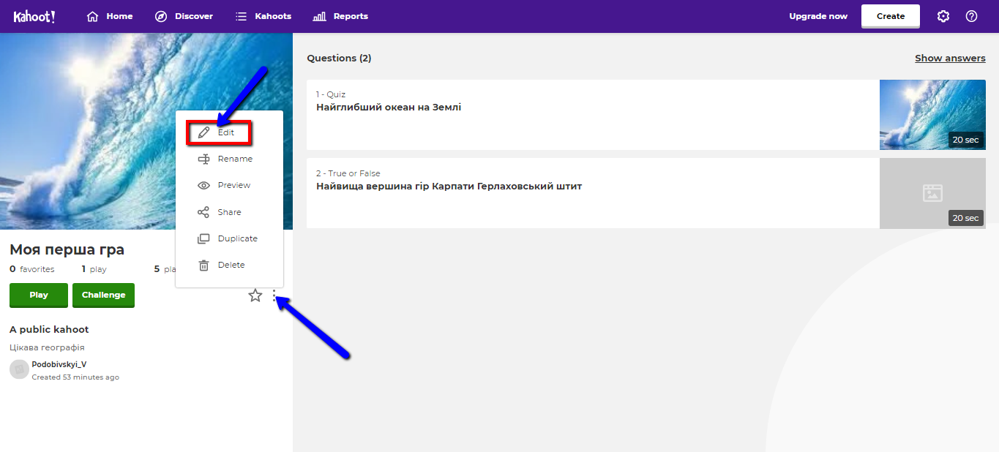 Kahoot!
Home
Discover
Kahoots
Reports
Upgrade now
Create
Edit
Rename
Preview
Share
Duplicate
Delete
Моя перша гра
0 favorites
1 play
5 pla
Play
Challenge
A public kahoot
Цікава географія
Podobivskyi_V
Created 53 minutes ago
Questions (2)
Show answers
1 - Quiz
Найглибший океан на Землі
20 sec
2 - True or False
Найвища вершина гір Карпати Герлаховський штит
20 sec